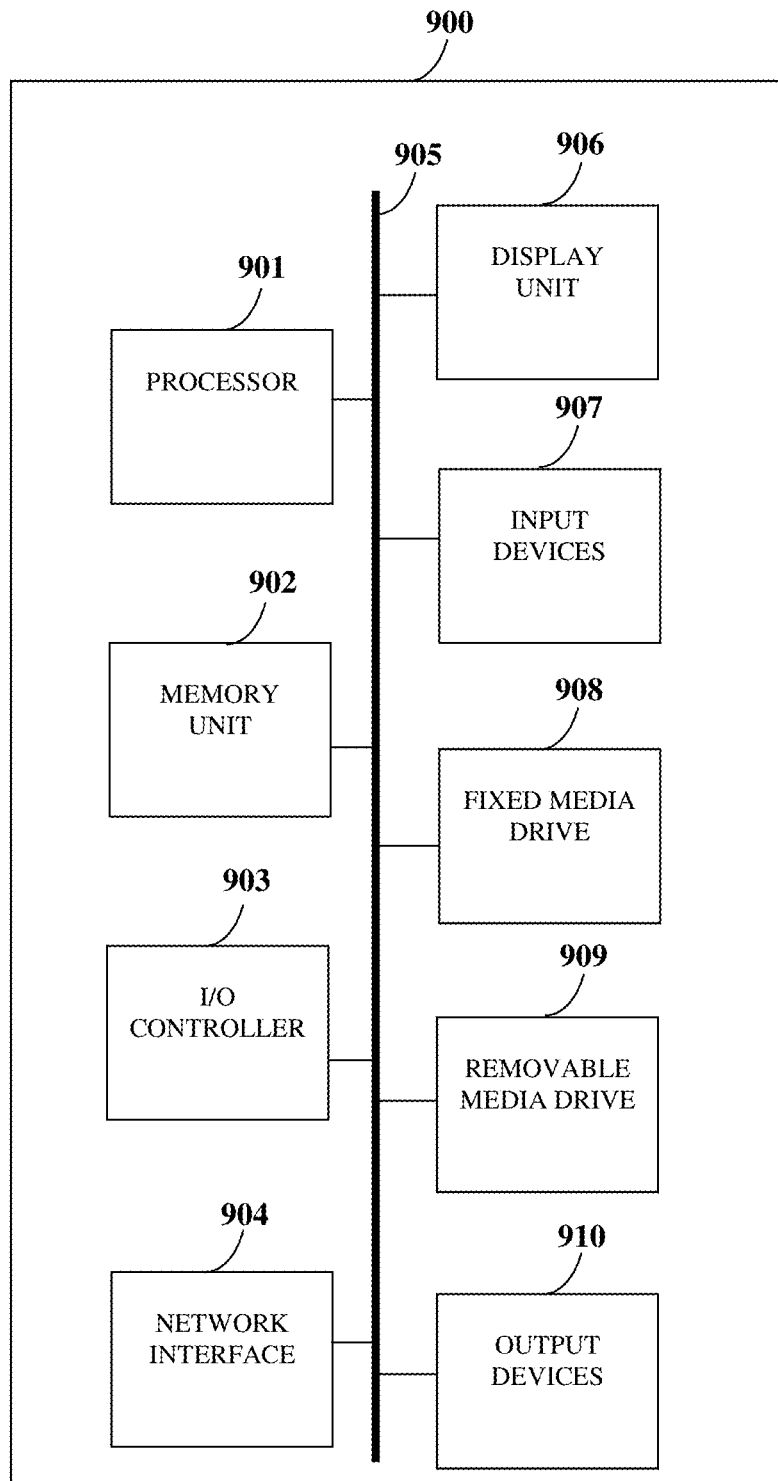 900
905
906
DISPLAY
UNIT
901
PROCESSOR
907
INPUT
DEVICES
902
MEMORY
UNIT
908
FIXED MEDIA
DRIVE
903
I/O
CONTROLLER
909
REMOVABLE
MEDIA DRIVE
904
NETWORK
INTERFACE
910
OUTPUT
DEVICES